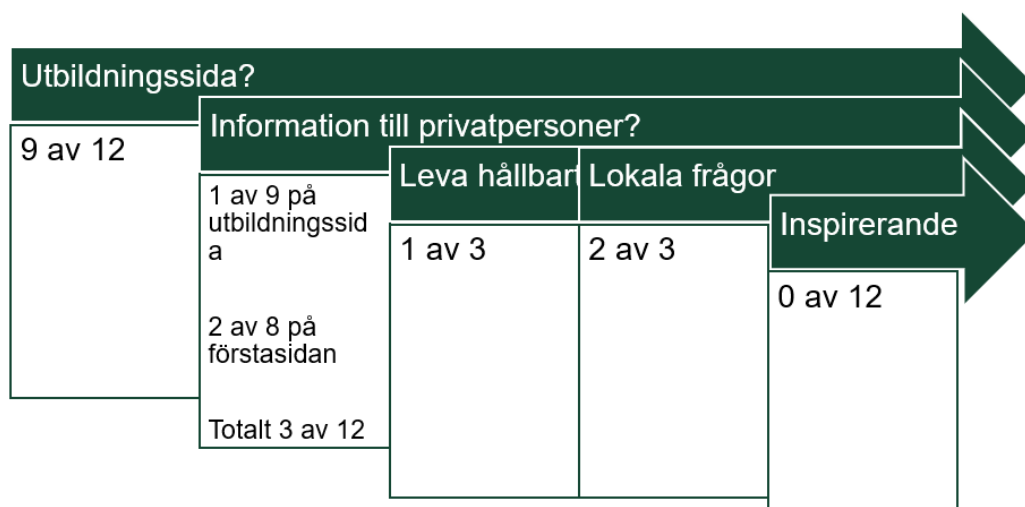 Utbildningssida?
9 av 12
Information till privatpersoner?
1 av 9 på
utbildningssid
a
2 av 8 på
förstasidan
Totalt 3 av 12
Leva hållbart
1 av 3
Lokala frågor
2 av 3
Inspirerande
0 av 12